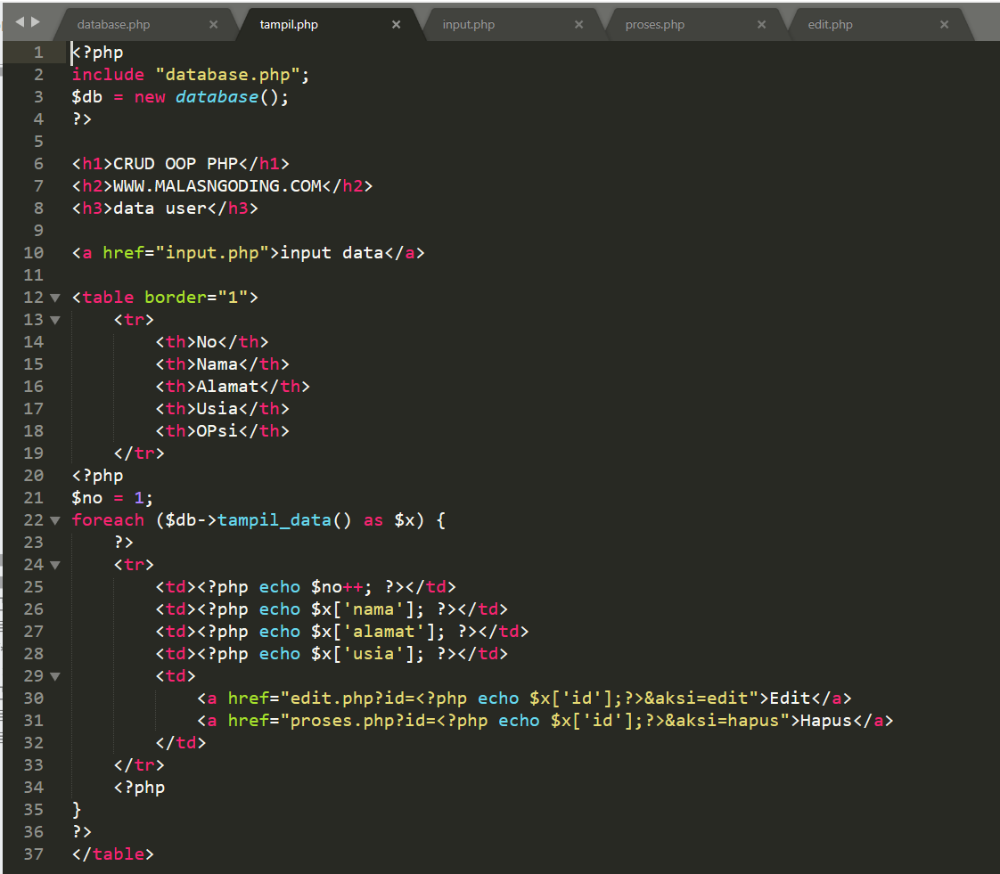 database.php × tampil.php × input.php × proses.php × edit.php ×
1 <?php
2 include "database.php";
3 $db = new database();
4 ?>
5
6 <h1>CRUD OOP PHP</h1>
7 <h2>WWW.MALASNGODING.COM</h2>
8 <h3>data user</h3>
9
10 <a href="input.php">input data</a>
11
12 <table border="1">
13     <tr>
14         <th>No</th>
15         <th>Nama</th>
16         <th>Alamat</th>
17         <th>Usia</th>
18         <th>OPsi</th>
19     </tr>
20 <?php
21 $no = 1;
22 foreach ($db->tampil_data() as $x) {
23     ?>
24     <tr>
25         <td><?php echo $no++; ?></td>
26         <td><?php echo $x['nama']; ?></td>
27         <td><?php echo $x['alamat']; ?></td>
28         <td><?php echo $x['usia']; ?></td>
29         <td>
30             <a href="edit.php?id=<?php echo $x['id'];?>&aksi=edit">Edit</a>
31             <a href="proses.php?id=<?php echo $x['id'];?>&aksi=hapus">Hapus</a>
32         </td>
33     </tr>
34     <?php
35 }
36 ?>
37 </table>